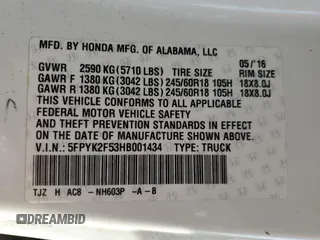 MFD. BY HONDA MFG. OF ALABAMA, LLC
GVWR 2590 KG(5710 LBS) TIRE SIZE 05/'16 RIM SIZE
GAWR F 1380 KG(3042 LBS) 245/60R18 105H 18X8.0J
GAWR R 1380 KG(3042 LBS) 245/60R18 105H 18X8.0J
THIS VEHICLE CONFORMS TO ALL APPLICABLE
FEDERAL MOTOR VEHICLE SAFETY
AND THEFT PREVENTION STANDARDS IN EFFECT ON THE
DATE OF MANUFACTURE SHOWN ABOVE.
V.I.N.: 5FPYK2F53HB001434 TYPE: TRUCK
TJZ H AC8 - NH603P -A -B
DREAMBID